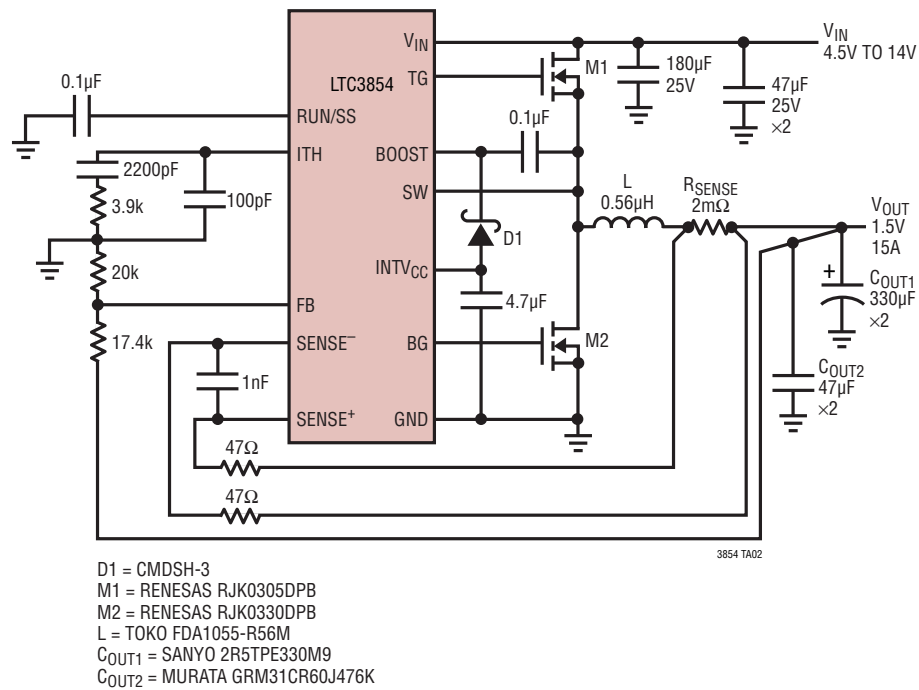 LTC3854
VIN
TG
RUN/SS
ITH
BOOST
SW
INTVCC
FB
SENSE–
BG
SENSE+
GND
0.1µF
2200pF
100pF
3.9k
20k
17.4k
1nF
47Ω
47Ω
0.1µF
D1
4.7µF
M1
M2
180µF
25V
47µF
25V
×2
VIN
4.5V TO 14V
L
0.56µH
RSENSE
2mΩ
VOUT
1.5V
15A
+
COUT1
330µF
×2
COUT2
47µF
×2
3854 TA02
D1 = CMDSH-3
M1 = RENESAS RJK0305DPB
M2 = RENESAS RJK0330DPB
L = TOKO FDA1055-R56M
COUT1 = SANYO 2R5TPE330M9
COUT2 = MURATA GRM31CR60J476K